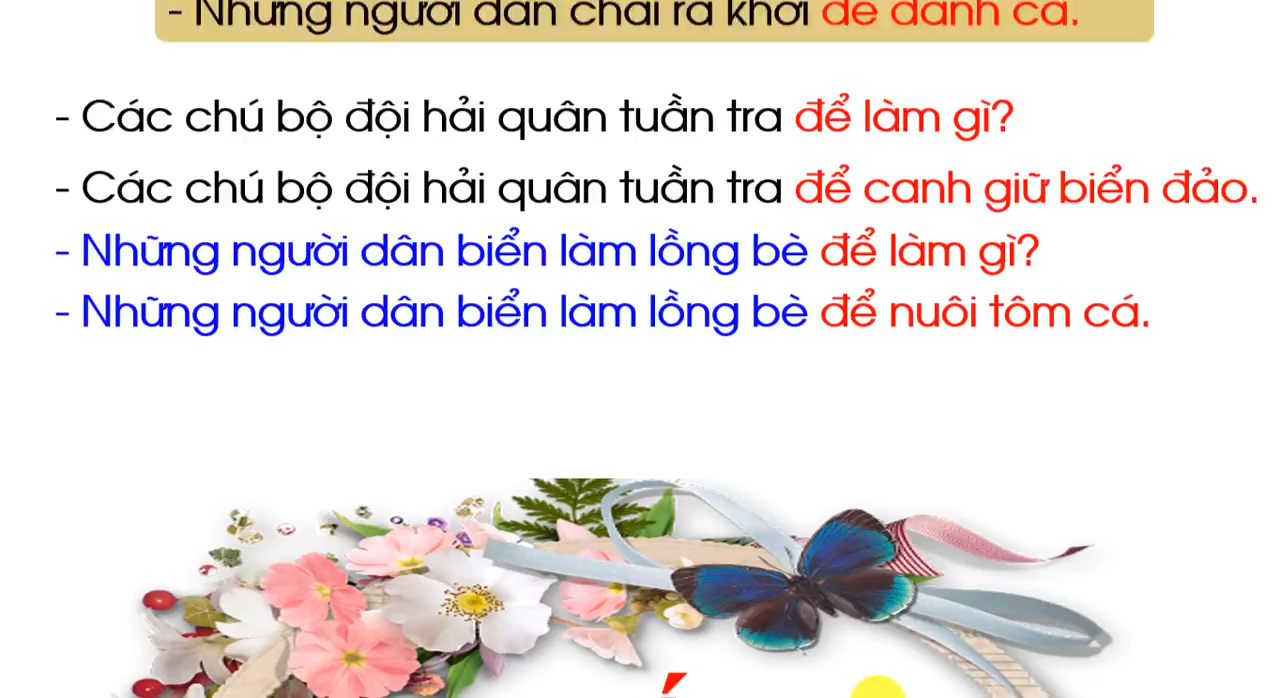 - Những người dân chài ra khơi để đánh cá.
- Các chú bộ đội hải quân tuần tra để làm gì?
- Các chú bộ đội hải quân tuần tra để canh giữ biển đảo.
- Những người dân biển làm lồng bè để làm gì?
- Những người dân biển làm lồng bè để nuôi tôm cá.